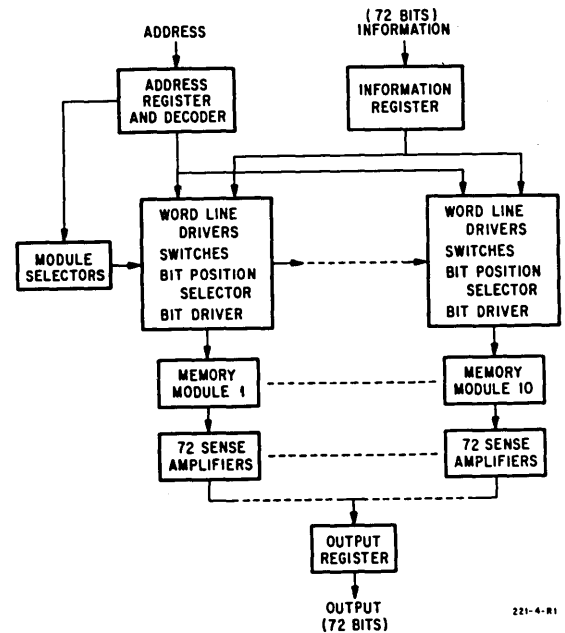 ADDRESS
(72 BITS)
INFORMATION
ADDRESS
REGISTER
AND DECODER
INFORMATION
REGISTER
MODULE
SELECTORS
WORD LINE
DRIVERS
SWITCHES
BIT POSITION
SELECTOR
BIT DRIVER
WORD LINE
DRIVERS
SWITCHES
BIT POSITION
SELECTOR
BIT DRIVER
MEMORY
MODULE 1
MEMORY
MODULE 10
72 SENSE
AMPLIFIERS
72 SENSE
AMPLIFIERS
OUTPUT
REGISTER
OUTPUT
(72 BITS)
221-4-R1